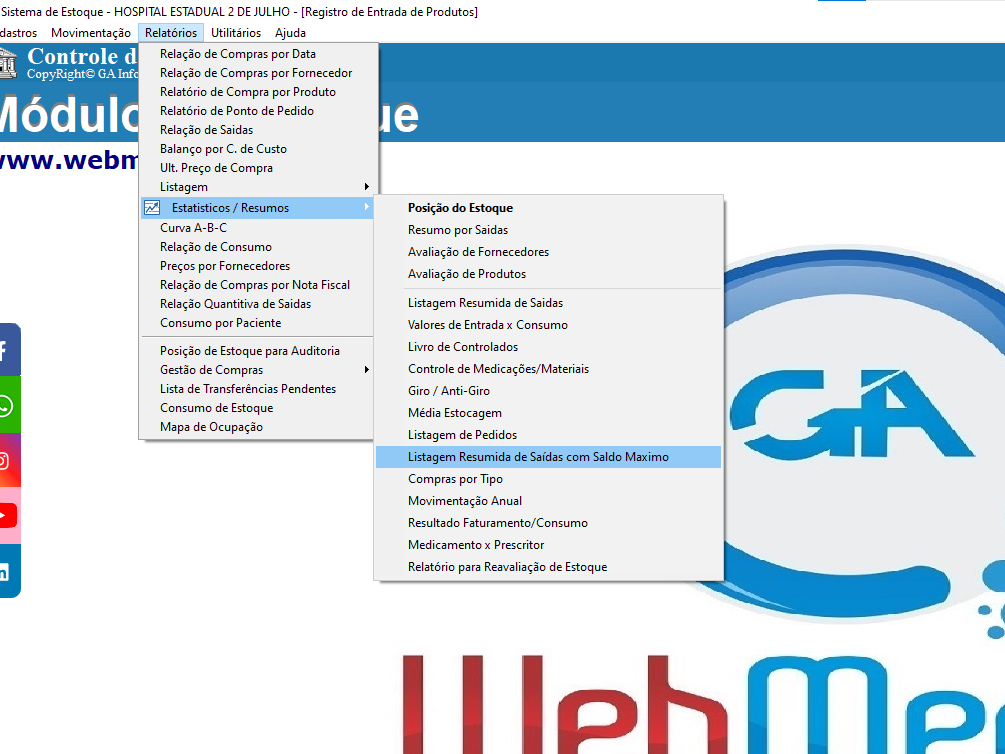 Sistema de Estoque - HOSPITAL ESTADUAL 2 DE JULHO - [Registro de Entrada de Produtos]
dastros Movimentação Relatórios Utilitários Ajuda
Controle d
CopyRight© GA Info
Módulo
ue
www.webm
Relação de Compras por Data
Relação de Compras por Fornecedor
Relatório de Compra por Produto
Relatório de Ponto de Pedido
Relação de Saidas
Balanço por C. de Custo
Ult. Preço de Compra
Listagem
Estatisticos / Resumos
Curva A-B-C
Relação de Consumo
Preços por Fornecedores
Relação de Compras por Nota Fiscal
Relação Quantitiva de Saidas
Consumo por Paciente
Posição de Estoque para Auditoria
Gestão de Compras
Lista de Transferências Pendentes
Consumo de Estoque
Mapa de Ocupação
Posição do Estoque
Resumo por Saidas
Avaliação de Fornecedores
Avaliação de Produtos
Listagem Resumida de Saidas
Valores de Entrada x Consumo
Livro de Controlados
Controle de Medicações/Materiais
Giro / Anti-Giro
Média Estocagem
Listagem de Pedidos
Listagem Resumida de Saídas com Saldo Maximo
Compras por Tipo
Movimentação Anual
Resultado Faturamento/Consumo
Medicamento x Prescritor
Relatório para Reavaliação de Estoque
GA
WebMe